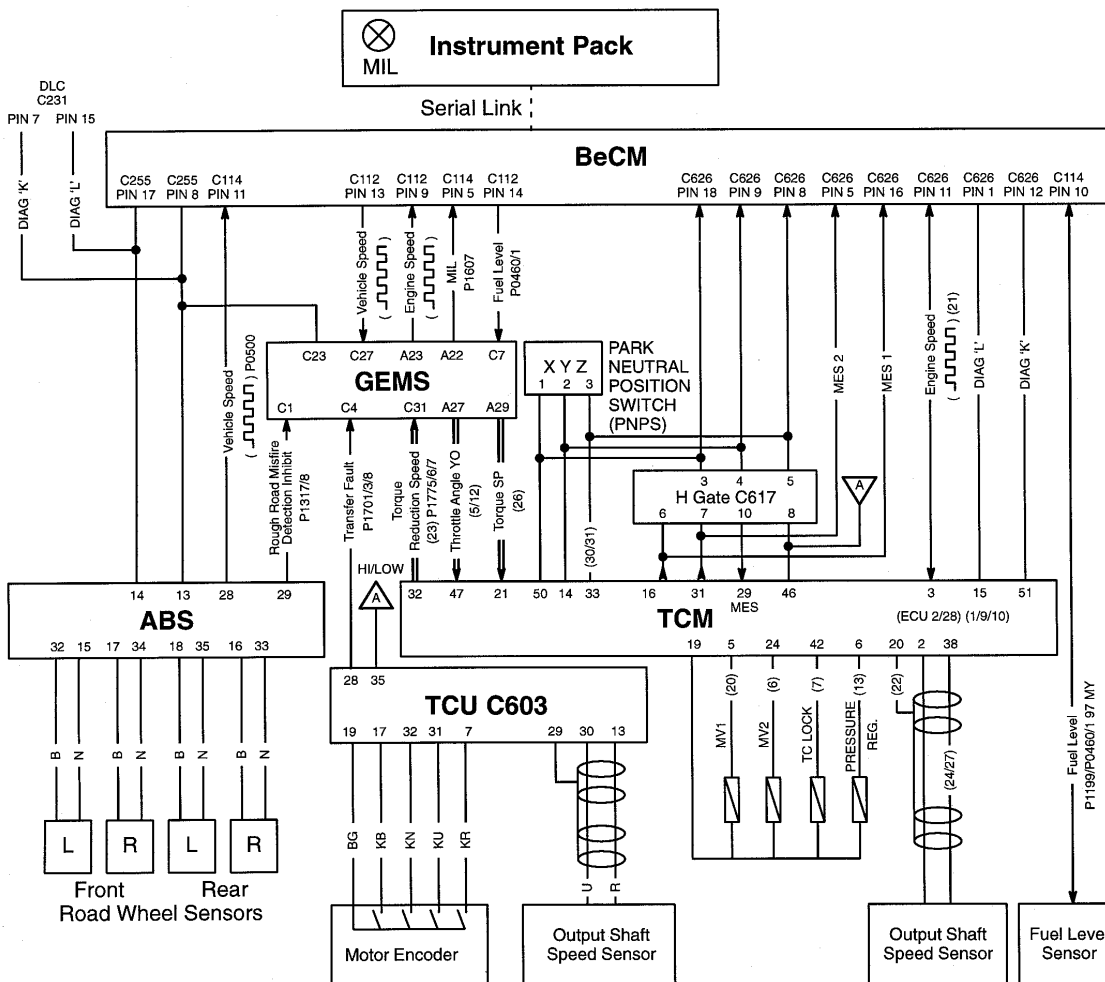 Instrument Pack
MIL
DLC
C231
PIN 7 PIN 15
Serial Link
BeCM
C255 PIN 17
C255 PIN 8
C114 PIN 11
C112 PIN 13
C112 PIN 9
C114 PIN 5
C112 PIN 14
C626 PIN 18
C626 PIN 9
C626 PIN 8
C626 PIN 5
C626 PIN 16
C626 PIN 11
C626 PIN 1
C626 PIN 12
C114 PIN 10
DIAG 'K'
DIAG 'L'
Vehicle Speed
( ) P0500
Vehicle Speed
( )
Engine Speed
( )
MIL
P1607
Fuel Level
P0460/1
MES 2
MES 1
Engine Speed
( ) (21)
DIAG 'L'
DIAG 'K'
C23 C27 A23 A22 C7
GEMS
C1 C4 C31 A27 A29
X Y Z
1 2 3
PARK
NEUTRAL
POSITION
SWITCH
(PNPS)
3 4 5
H Gate C617
6 7 10 8
A
Rough Road Misfire
Detection Inhibit
P1317/8
Transfer Fault
P1701/3/8
Torque
Reduction Speed
(23) P1775/6/7
Throttle Angle YO
(5/12)
Torque SP
(26)
(30/31)
HI/LOW
A
14 13 28 29
ABS
32 15 17 34 18 35 16 33
32 47 21 50 14 33 16 31 29 46 3 15 51
MES
(ECU 2/28) (1/9/10)
TCM
19 5 24 42 6 20 2 38
28 35
TCU C603
19 17 32 31 7 29 30 13
(20)
(6)
(7)
(13)
(22)
(24/27)
MV1
MV2
TC LOCK
PRESSURE
REG.
Fuel Level
P1199/P0460/1 97 MY
B N B N B N B N
L R L R
Front Rear
Road Wheel Sensors
BG KB KN KU KR
U R
Motor Encoder
Output Shaft
Speed Sensor
Output Shaft
Speed Sensor
Fuel Level
Sensor